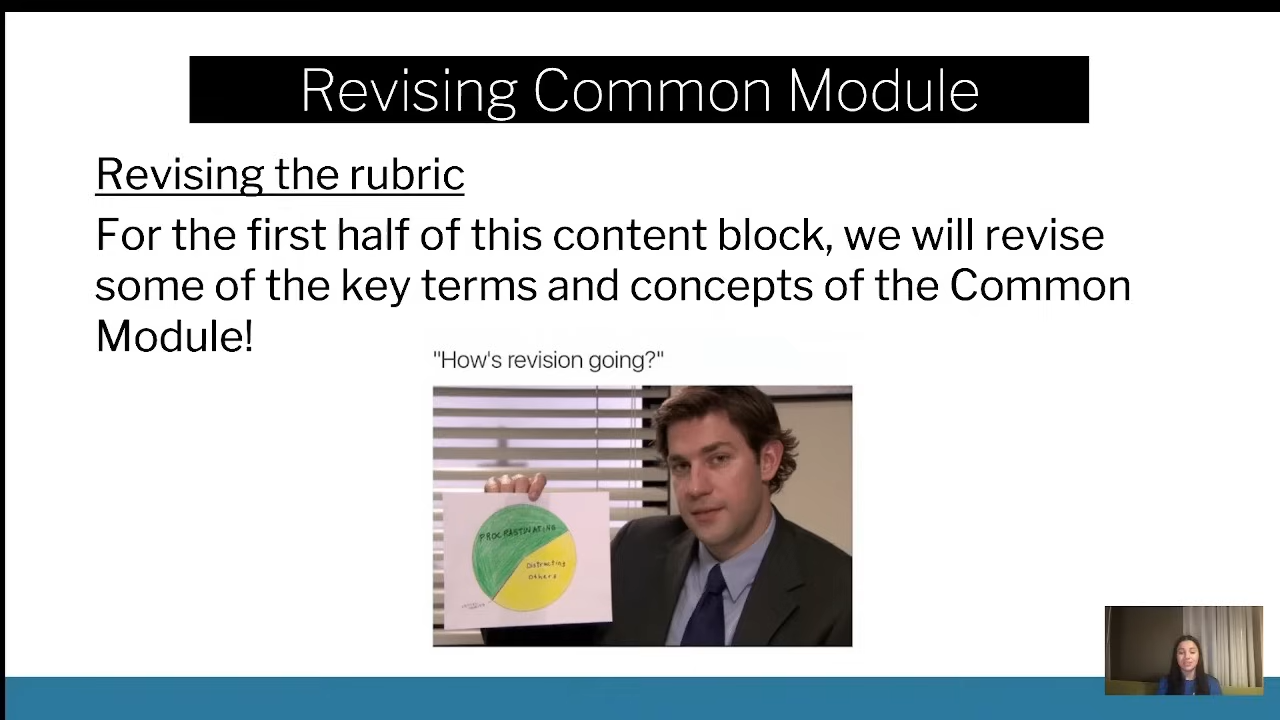 Revising Common Module
Revising the rubric
For the first half of this content block, we will revise
some of the key terms and concepts of the Common
Module!
"How's revision going?"
PROCRASTINATING
Distracting
Others